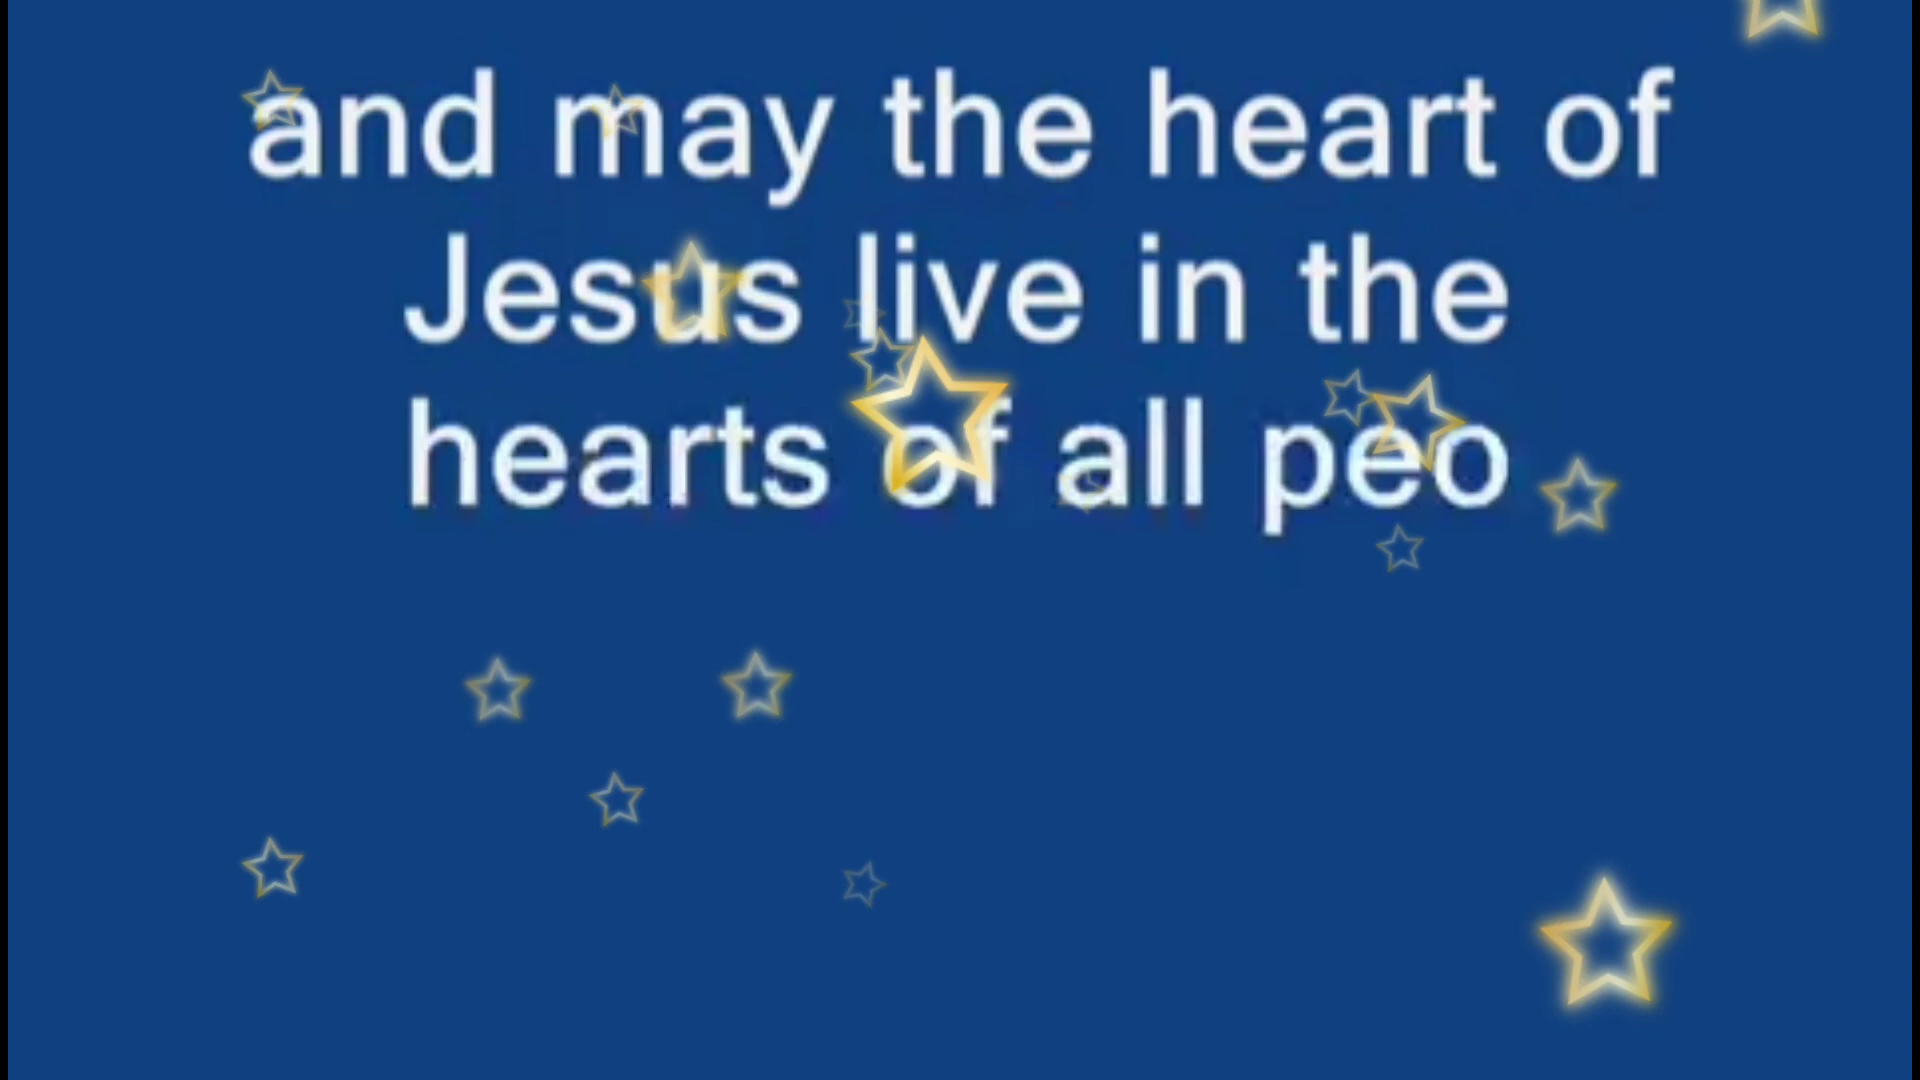 and may the heart of
Jesus live in the
hearts of all peo